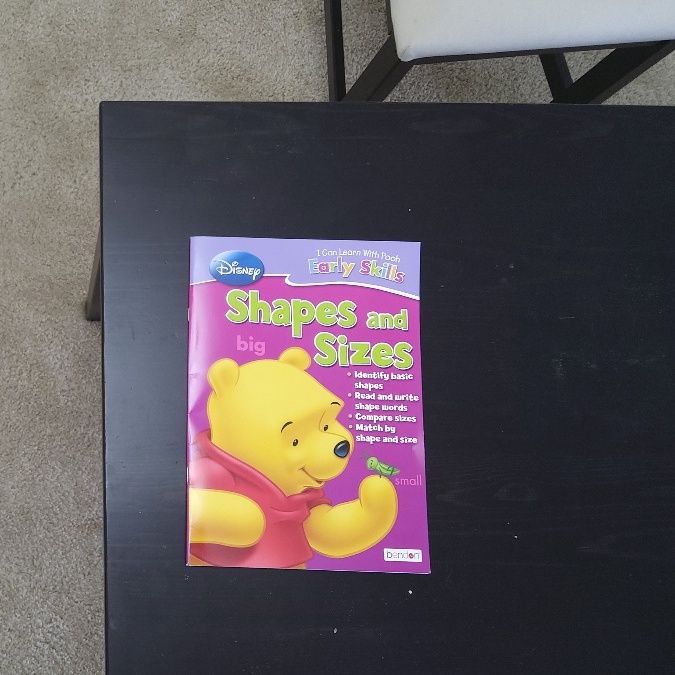 Disney
I Can Learn With Pooh
Early Skills
Shapes and
Sizes
big
• Identify basic
shapes
• Read and write
shape words
• Compare sizes
• Match by
shape and size
small
bendon